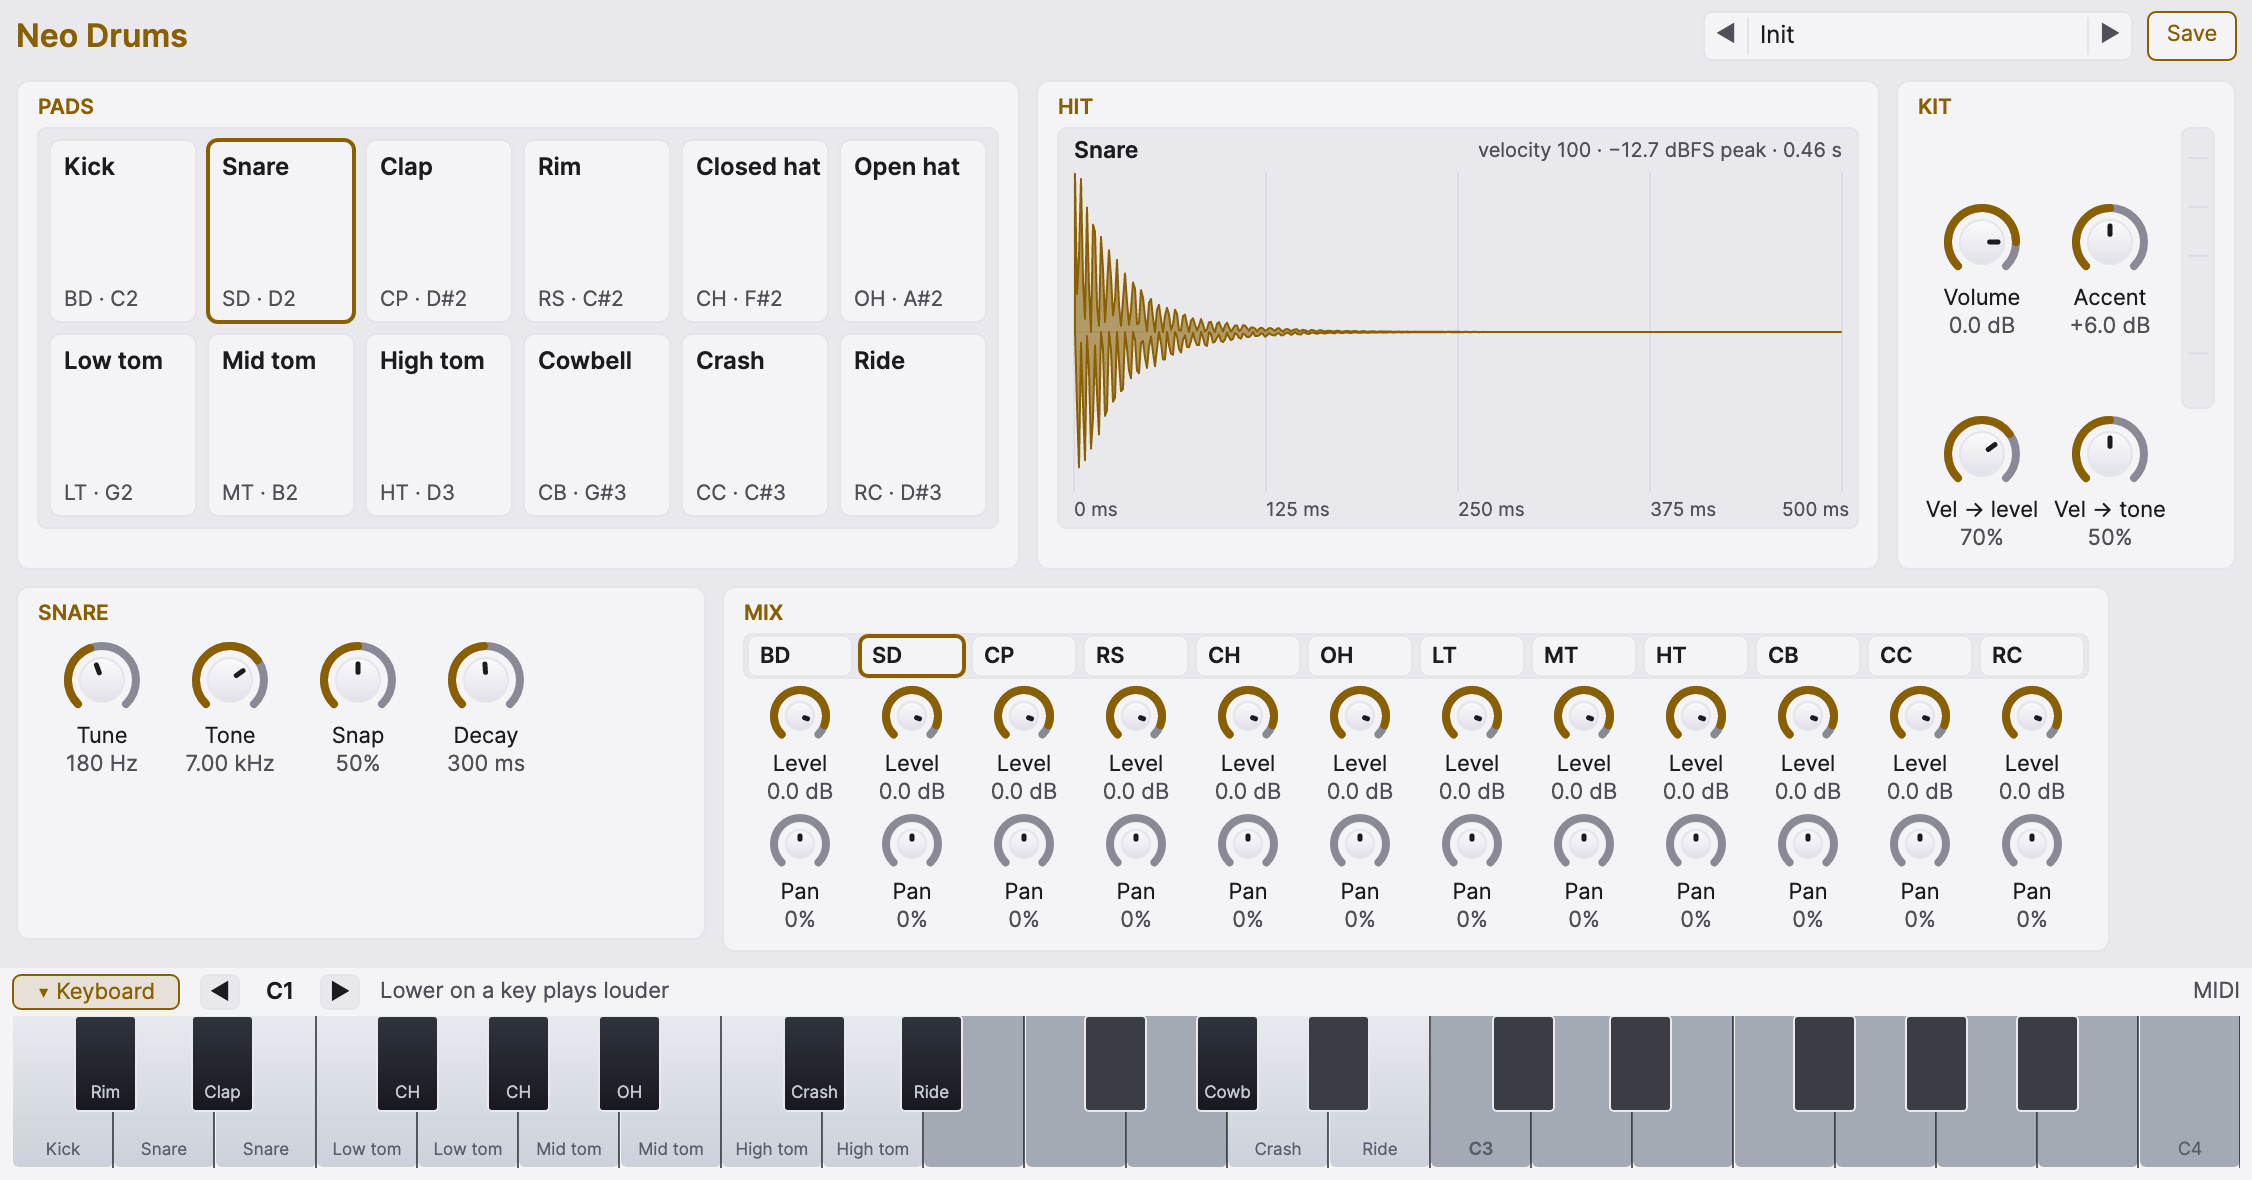 Neo Drums
◀ Init ▶ Save
PADS
Kick Snare Clap Rim Closed hat Open hat
BD · C2 SD · D2 CP · D#2 RS · C#2 CH · F#2 OH · A#2
Low tom Mid tom High tom Cowbell Crash Ride
LT · G2 MT · B2 HT · D3 CB · G#3 CC · C#3 RC · D#3
HIT
Snare velocity 100 · −12.7 dBFS peak · 0.46 s
0 ms 125 ms 250 ms 375 ms 500 ms
KIT
Volume Accent
0.0 dB +6.0 dB
Vel → level Vel → tone
70% 50%
SNARE
Tune Tone Snap Decay
180 Hz 7.00 kHz 50% 300 ms
MIX
BD SD CP RS CH OH LT MT HT CB CC RC
Level Level Level Level Level Level Level Level Level Level Level Level
0.0 dB 0.0 dB 0.0 dB 0.0 dB 0.0 dB 0.0 dB 0.0 dB 0.0 dB 0.0 dB 0.0 dB 0.0 dB 0.0 dB
Pan Pan Pan Pan Pan Pan Pan Pan Pan Pan Pan Pan
0% 0% 0% 0% 0% 0% 0% 0% 0% 0% 0% 0%
▾ Keyboard ◀ C1 ▶ Lower on a key plays louder MIDI
Rim Clap CH CH OH Crash Ride Cowb
Kick Snare Snare Low tom Low tom Mid tom Mid tom High tom High tom Crash Ride C3 C4